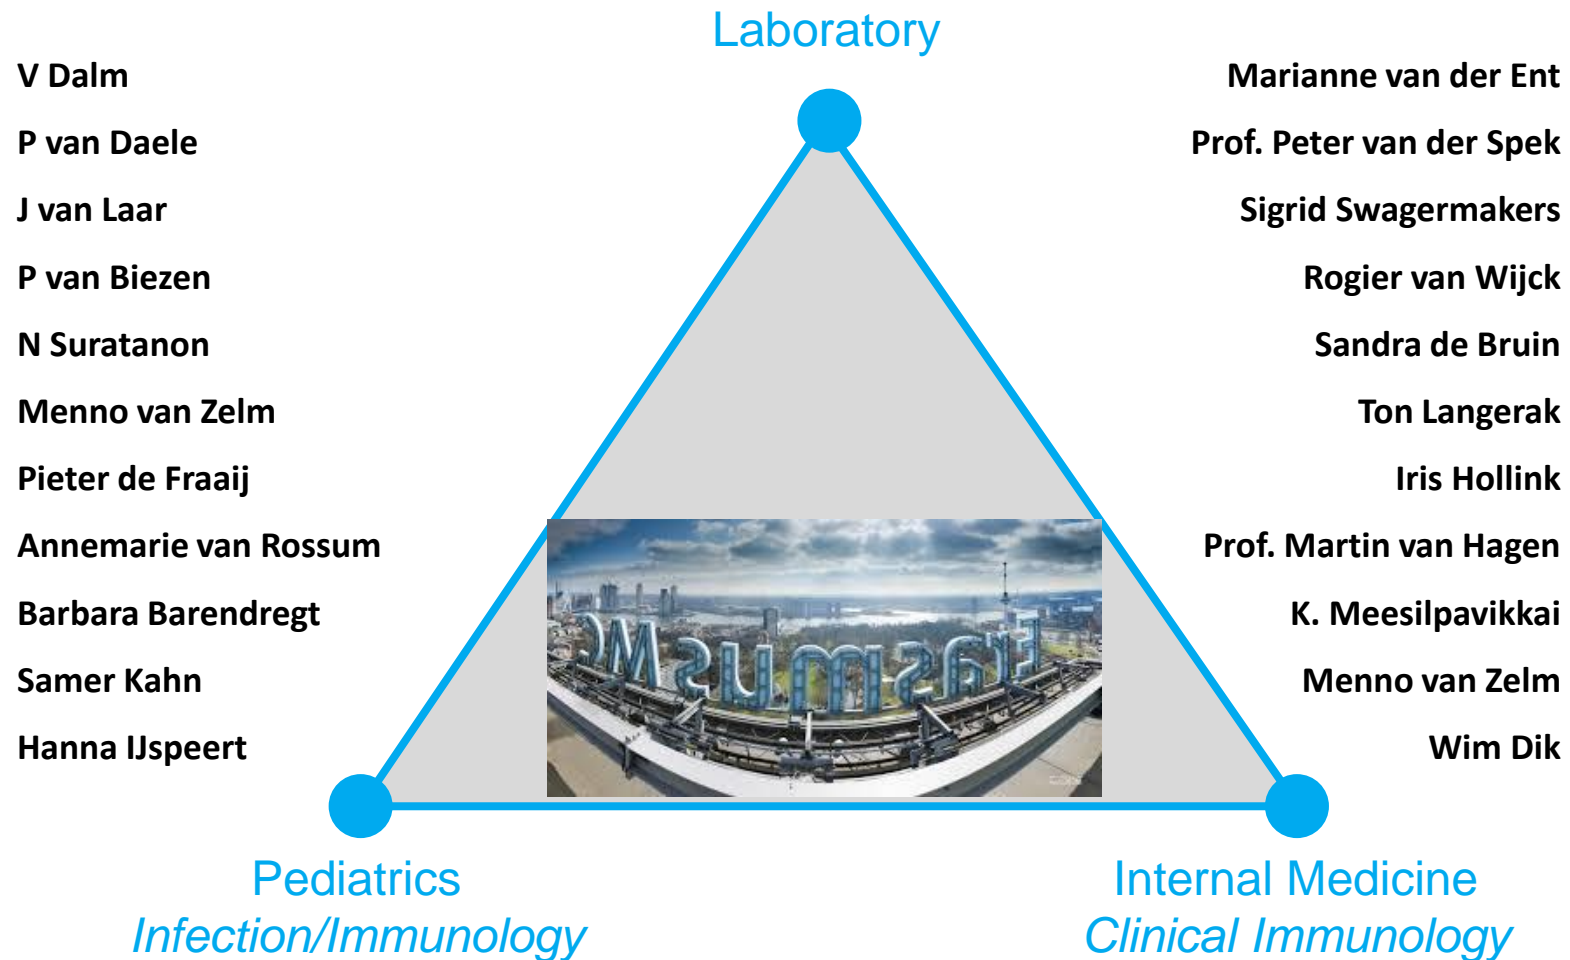 Laboratory
V Dalm
P van Daele
J van Laar
P van Biezen
N Suratanon
Menno van Zelm
Pieter de Fraaij
Annemarie van Rossum
Barbara Barendregt
Samer Kahn
Hanna IJspeert
Marianne van der Ent
Prof. Peter van der Spek
Sigrid Swagermakers
Rogier van Wijck
Sandra de Bruin
Ton Langerak
Iris Hollink
Prof. Martin van Hagen
K. Meesilpavikkai
Menno van Zelm
Wim Dik
Erasmus MC
Pediatrics
Infection/Immunology
Internal Medicine
Clinical Immunology